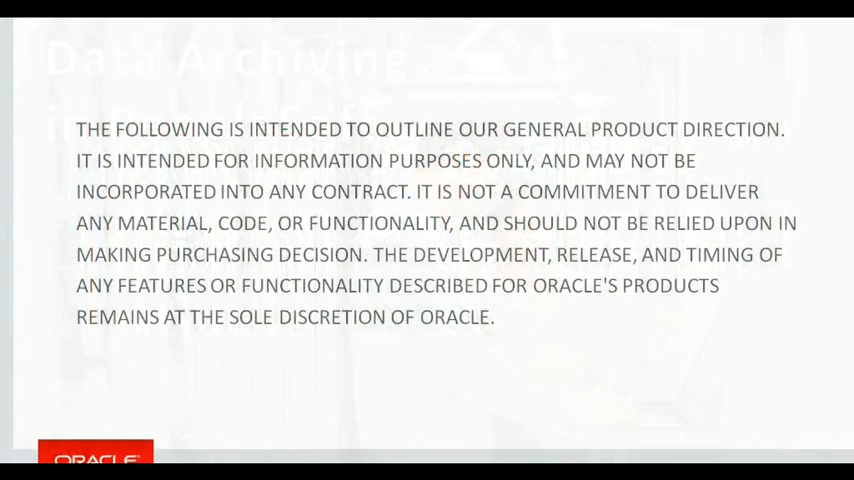 Data Archiving
in
THE FOLLOWING IS INTENDED TO OUTLINE OUR GENERAL PRODUCT DIRECTION.
IT IS INTENDED FOR INFORMATION PURPOSES ONLY, AND MAY NOT BE
INCORPORATED INTO ANY CONTRACT. IT IS NOT A COMMITMENT TO DELIVER
ANY MATERIAL, CODE, OR FUNCTIONALITY, AND SHOULD NOT BE RELIED UPON IN
MAKING PURCHASING DECISION. THE DEVELOPMENT, RELEASE, AND TIMING OF
ANY FEATURES OR FUNCTIONALITY DESCRIBED FOR ORACLE'S PRODUCTS
REMAINS AT THE SOLE DISCRETION OF ORACLE.
ORACLE